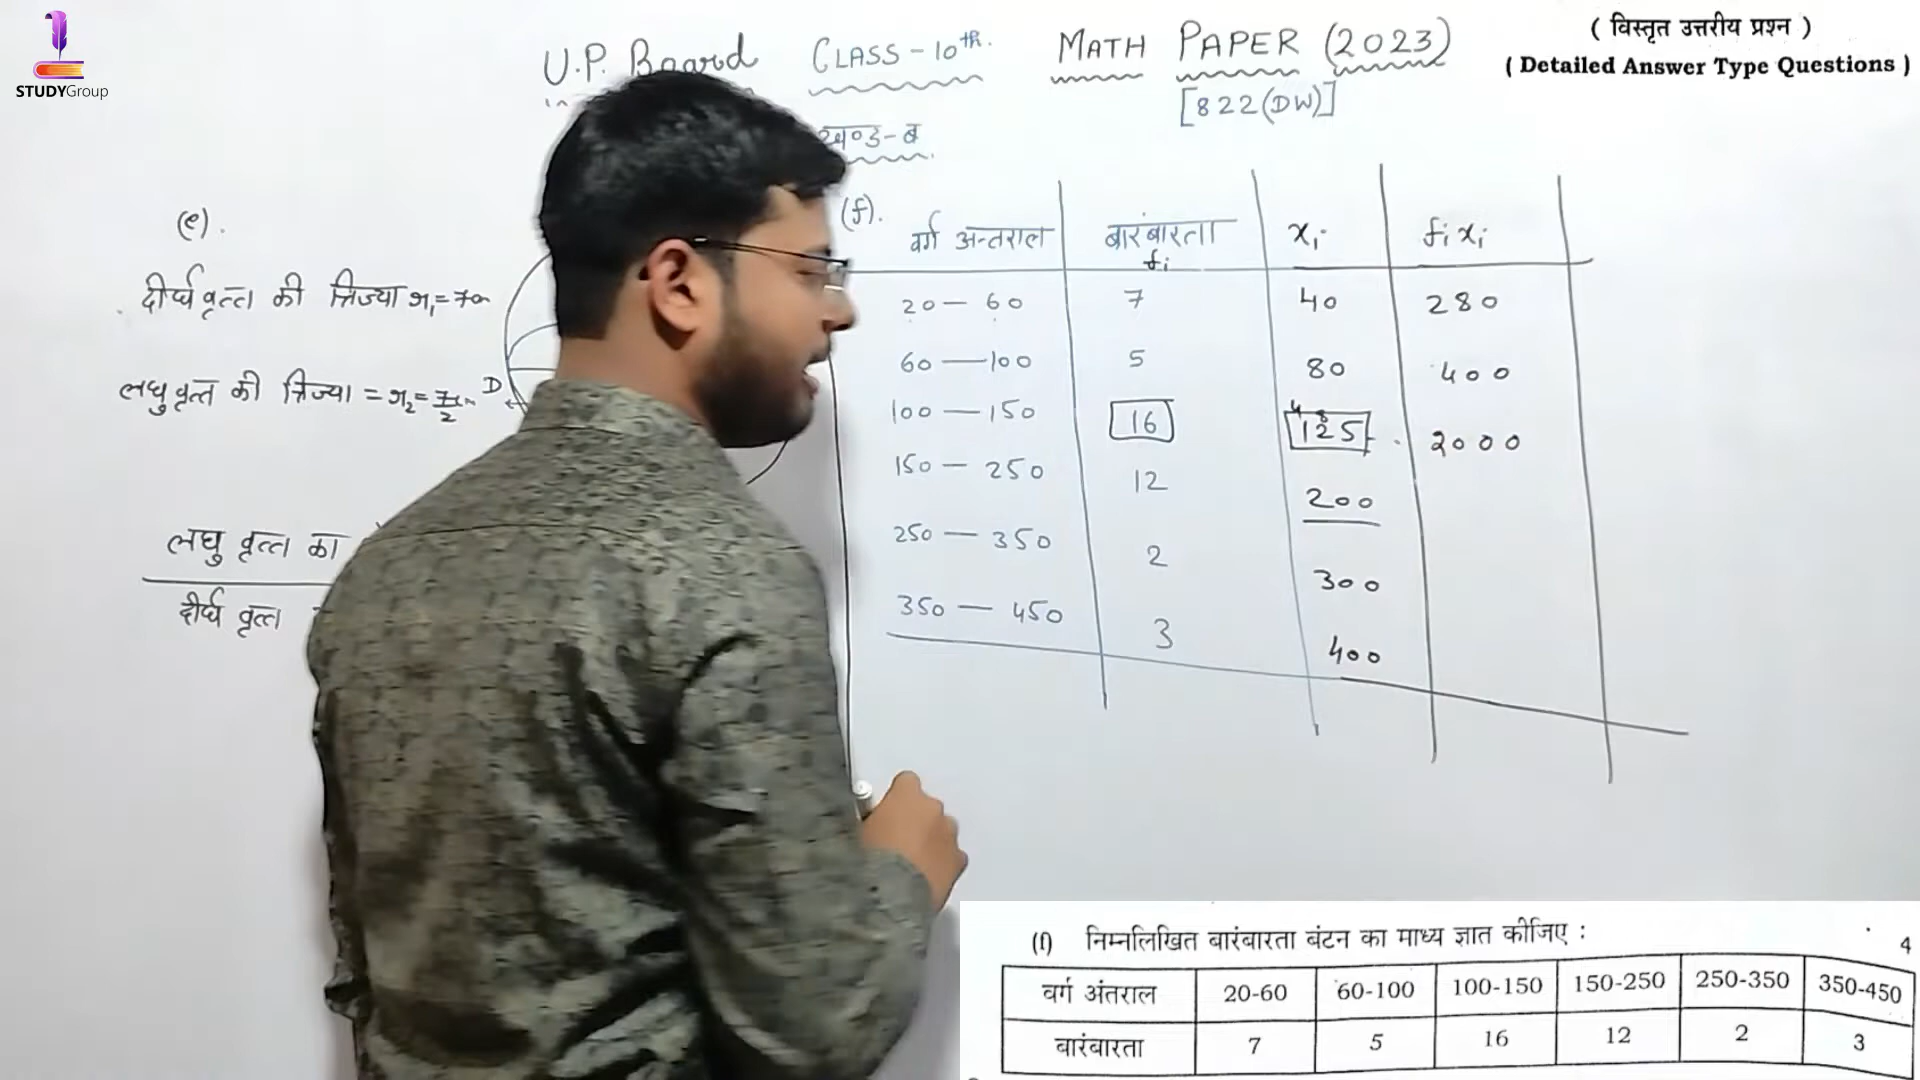 STUDYGroup
U.P. Board CLASS-10th. MATH PAPER (2023)
[822(DW)]
( विस्तृत उत्तरीय प्रश्न )
( Detailed Answer Type Questions )
खण्ड-ब
(e).
दीर्घ वृत्त की त्रिज्या r₁=7cm
लघु वृत्त की त्रिज्या = r₂=7/2cm
D
लघु वृत्त का
दीर्घ वृत्त
(f).
वर्ग अन्तराल बारंबारता fi xi fi xi
20 — 60 7 40 280
60 — 100 5 80 400
100 — 150 16 125 2000
150 — 250 12 200
250 — 350 2 300
350 — 450 3 400
(f) निम्नलिखित बारंबारता बंटन का माध्य ज्ञात कीजिए : 4
वर्ग अंतराल 20-60 60-100 100-150 150-250 250-350 350-450
बारंबारता 7 5 16 12 2 3